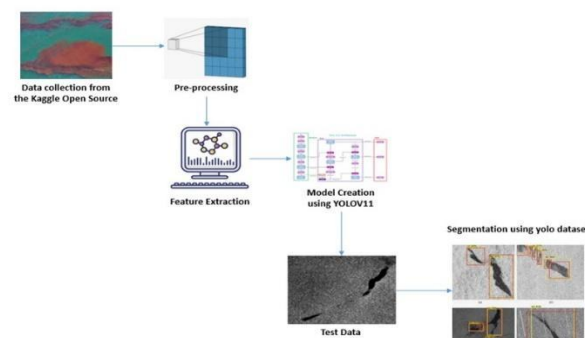 Data collection from
the Kaggle Open Source
Pre-processing
Feature Extraction
Model Creation
using YOLOV11
Test Data
Segmentation using yolo dataset